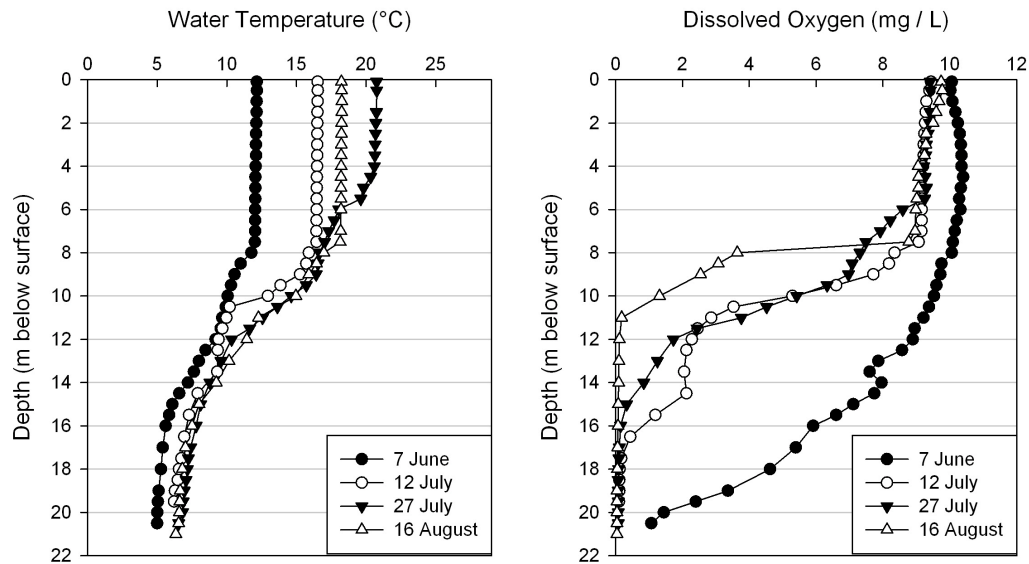 Water Temperature (°C)
0 5 10 15 20 25
0
2
4
6
8
10
12
14
16
18
20
22
Depth (m below surface)
7 June
12 July
27 July
16 August
Dissolved Oxygen (mg / L)
0 2 4 6 8 10 12
0
2
4
6
8
10
12
14
16
18
20
22
Depth (m below surface)
7 June
12 July
27 July
16 August